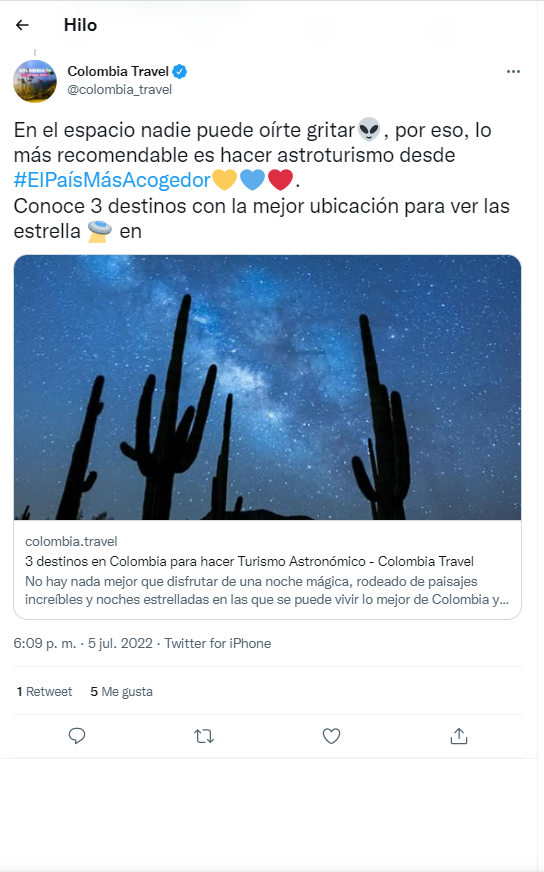 Hilo
Colombia Travel
@colombia_travel
En el espacio nadie puede oírte gritar👽, por eso, lo
más recomendable es hacer astroturismo desde
#ElPaísMásAcogedor💛💙❤️.
Conoce 3 destinos con la mejor ubicación para ver las
estrella 🛸 en
colombia.travel
3 destinos en Colombia para hacer Turismo Astronómico - Colombia Travel
No hay nada mejor que disfrutar de una noche mágica, rodeado de paisajes
increíbles y noches estrelladas en las que se puede vivir lo mejor de Colombia y...
6:09 p. m. · 5 jul. 2022 · Twitter for iPhone
1 Retweet 5 Me gusta